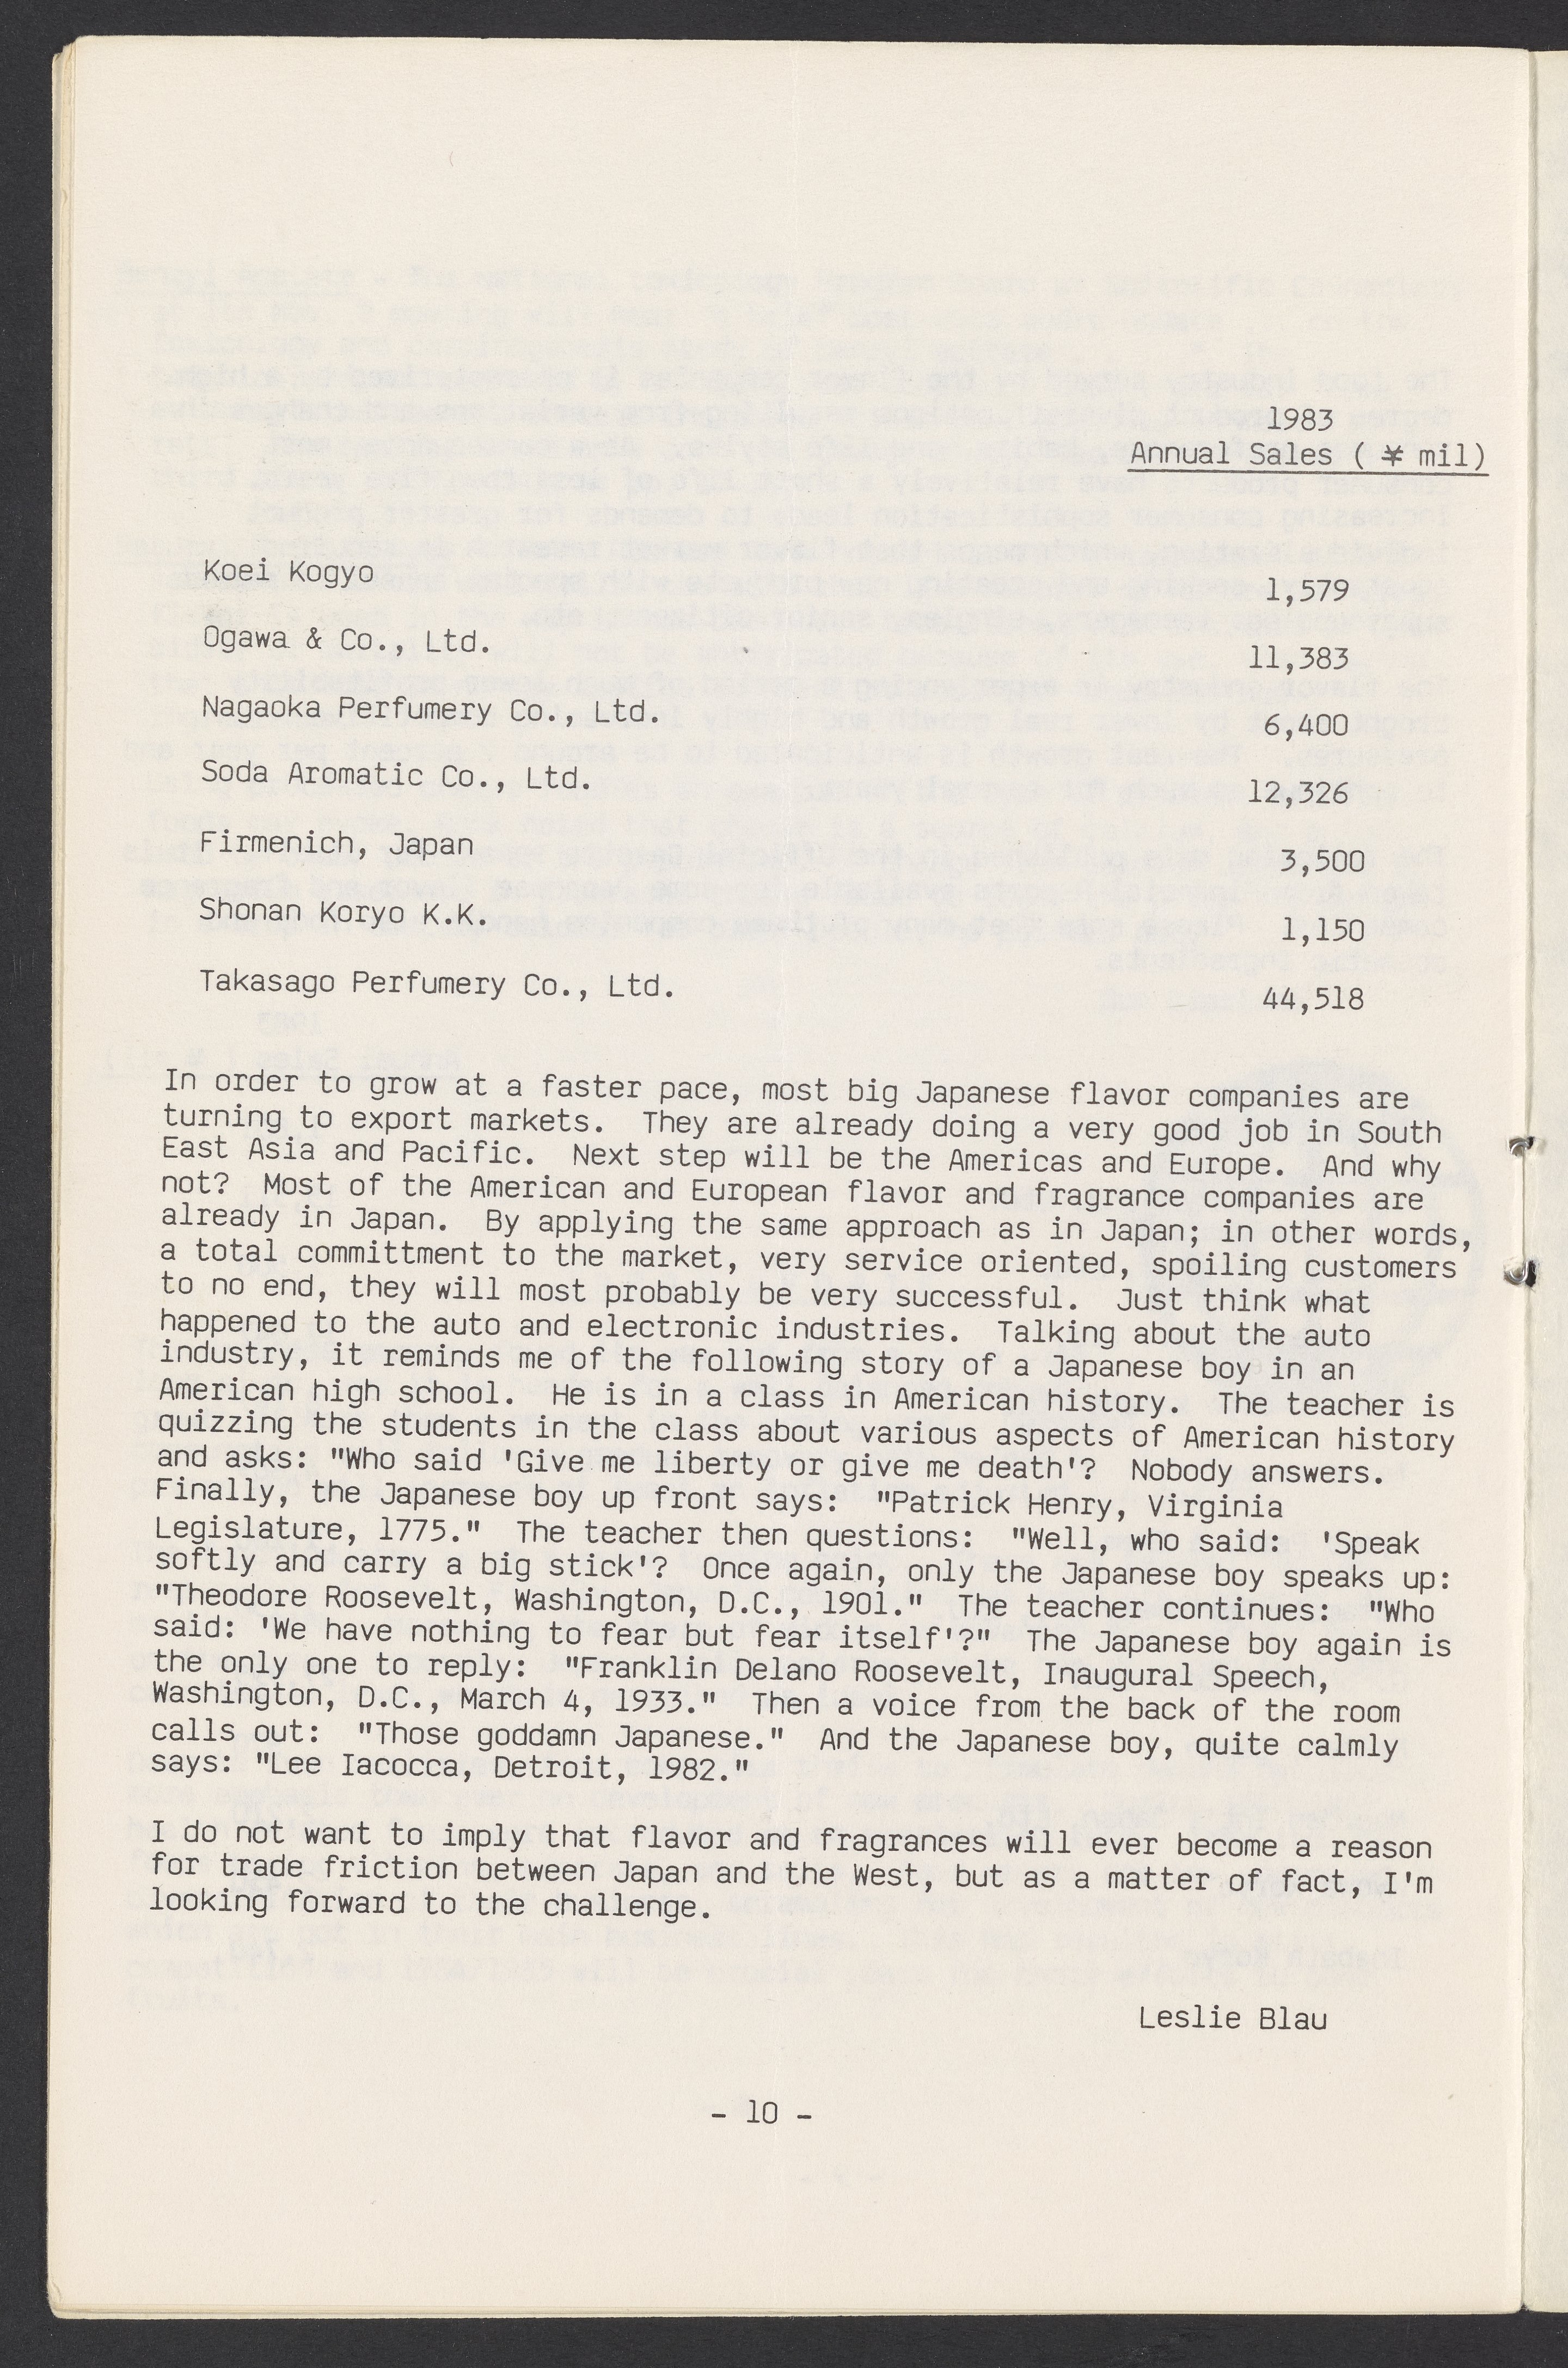 1983
Annual Sales ( ¥ mil)
Koei Kogyo 1,579
Ogawa & Co., Ltd. 11,383
Nagaoka Perfumery Co., Ltd. 6,400
Soda Aromatic Co., Ltd. 12,326
Firmenich, Japan 3,500
Shonan Koryo K.K. 1,150
Takasago Perfumery Co., Ltd. 44,518
In order to grow at a faster pace, most big Japanese flavor companies are
turning to export markets. They are already doing a very good job in South
East Asia and Pacific. Next step will be the Americas and Europe. And why
not? Most of the American and European flavor and fragrance companies are
already in Japan. By applying the same approach as in Japan; in other words,
a total committment to the market, very service oriented, spoiling customers
to no end, they will most probably be very successful. Just think what
happened to the auto and electronic industries. Talking about the auto
industry, it reminds me of the following story of a Japanese boy in an
American high school. He is in a class in American history. The teacher is
quizzing the students in the class about various aspects of American history
and asks: "Who said 'Give me liberty or give me death'? Nobody answers.
Finally, the Japanese boy up front says: "Patrick Henry, Virginia
Legislature, 1775." The teacher then questions: "Well, who said: 'Speak
softly and carry a big stick'? Once again, only the Japanese boy speaks up:
"Theodore Roosevelt, Washington, D.C., 1901." The teacher continues: "Who
said: 'We have nothing to fear but fear itself'?" The Japanese boy again is
the only one to reply: "Franklin Delano Roosevelt, Inaugural Speech,
Washington, D.C., March 4, 1933." Then a voice from the back of the room
calls out: "Those goddamn Japanese." And the Japanese boy, quite calmly
says: "Lee Iacocca, Detroit, 1982."
I do not want to imply that flavor and fragrances will ever become a reason
for trade friction between Japan and the West, but as a matter of fact, I'm
looking forward to the challenge.
Leslie Blau
- 10 -